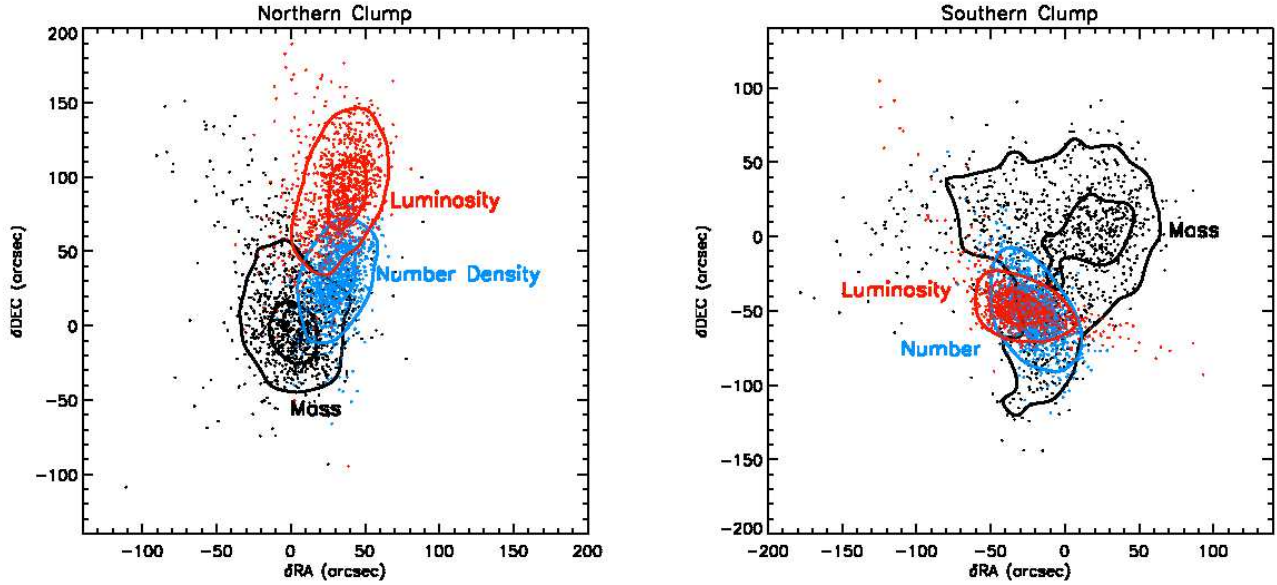 Northern Clump
200
150
100
50
0
−50
−100
δDEC (arcsec)
Luminosity
Number Density
Mass
−100 −50 0 50 100 150 200
δRA (arcsec)
Southern Clump
100
50
0
−50
−100
−150
−200
δDEC (arcsec)
Mass
Luminosity
Number
−200 −150 −100 −50 0 50 100
δRA (arcsec)